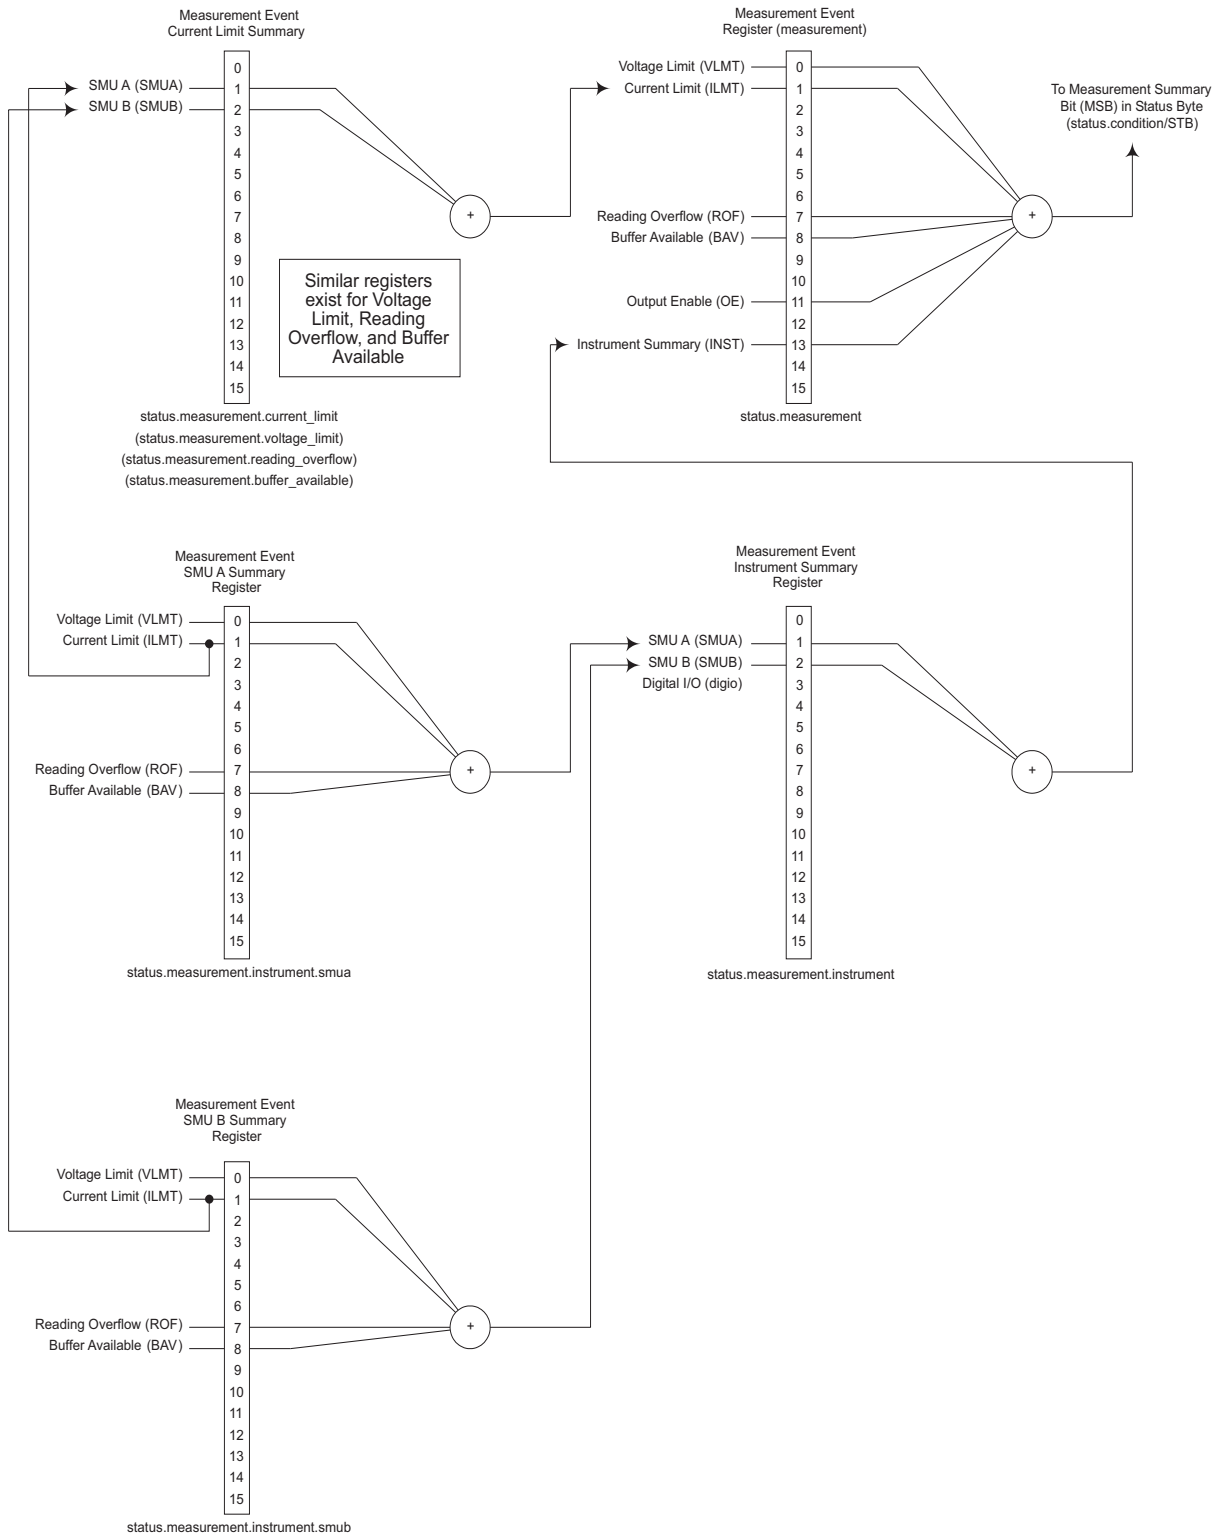 Measurement Event
Current Limit Summary
SMU A (SMUA)
SMU B (SMUB)
0
1
2
3
4
5
6
7
8
9
10
11
12
13
14
15
+
Similar registers
exist for Voltage
Limit, Reading
Overflow, and Buffer
Available
status.measurement.current_limit
(status.measurement.voltage_limit)
(status.measurement.reading_overflow)
(status.measurement.buffer_available)
Measurement Event
Register (measurement)
Voltage Limit (VLMT)
Current Limit (ILMT)
Reading Overflow (ROF)
Buffer Available (BAV)
Output Enable (OE)
Instrument Summary (INST)
0
1
2
3
4
5
6
7
8
9
10
11
12
13
14
15
+
To Measurement Summary
Bit (MSB) in Status Byte
(status.condition/STB)
status.measurement
Measurement Event
SMU A Summary
Register
Voltage Limit (VLMT)
Current Limit (ILMT)
Reading Overflow (ROF)
Buffer Available (BAV)
0
1
2
3
4
5
6
7
8
9
10
11
12
13
14
15
+
status.measurement.instrument.smua
Measurement Event
Instrument Summary
Register
SMU A (SMUA)
SMU B (SMUB)
Digital I/O (digio)
0
1
2
3
4
5
6
7
8
9
10
11
12
13
14
15
+
status.measurement.instrument
Measurement Event
SMU B Summary
Register
Voltage Limit (VLMT)
Current Limit (ILMT)
Reading Overflow (ROF)
Buffer Available (BAV)
0
1
2
3
4
5
6
7
8
9
10
11
12
13
14
15
+
status.measurement.instrument.smub